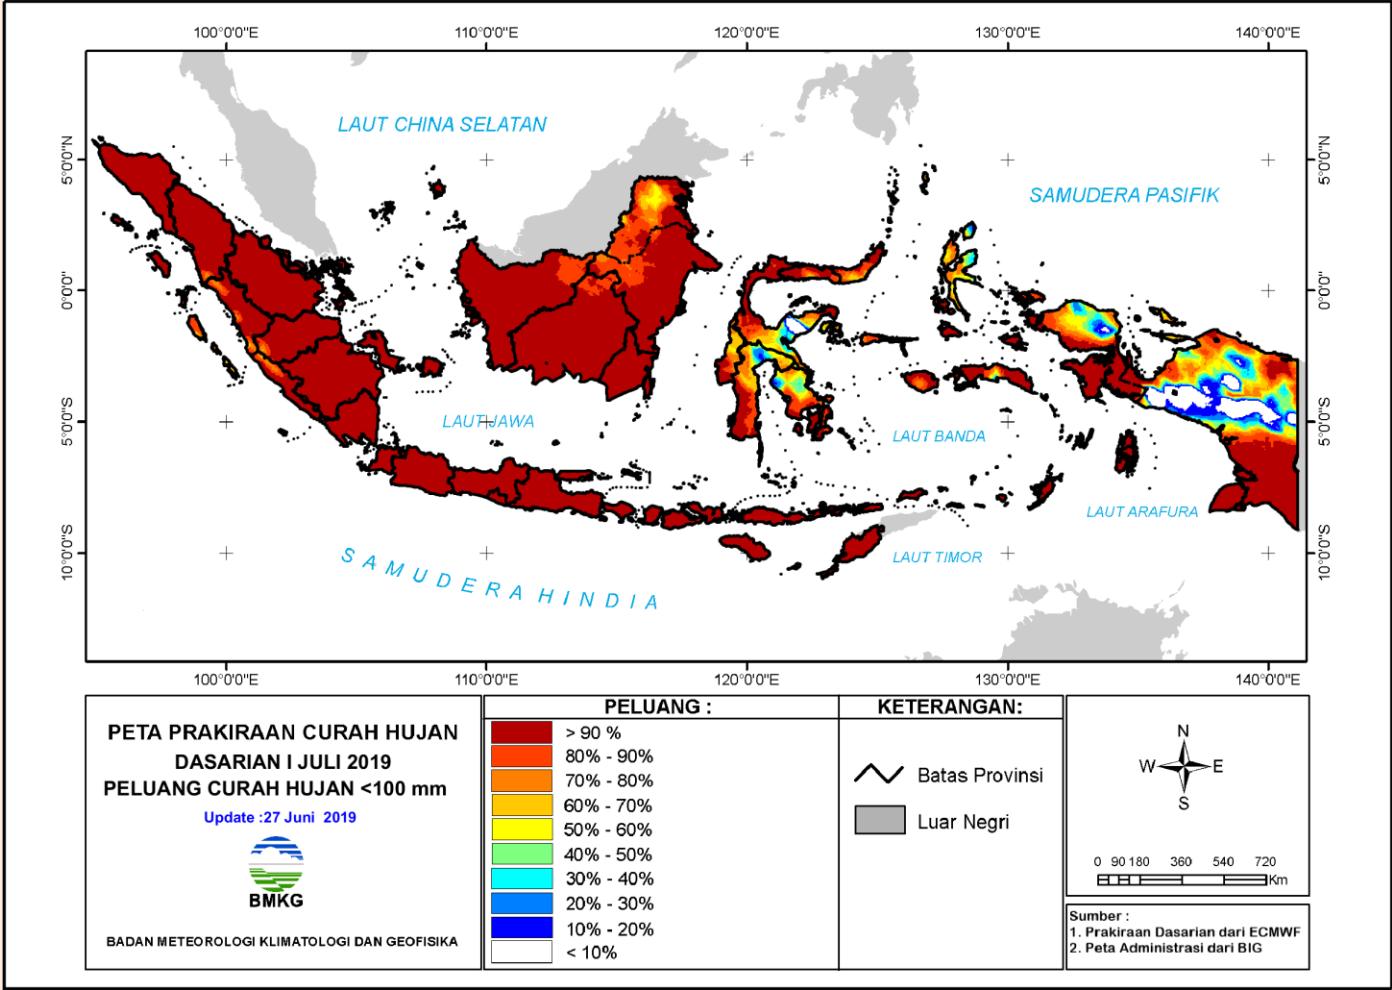 100°0'0"E 110°0'0"E 120°0'0"E 130°0'0"E 140°0'0"E
LAUT CHINA SELATAN
SAMUDERA PASIFIK
5°0'0"N 5°0'0"N
0°0'0" 0°0'0"
5°0'0"S 5°0'0"S
10°0'0"S 10°0'0"S
LAUT JAWA
LAUT BANDA
LAUT ARAFURA
LAUT TIMOR
SAMUDERA HINDIA
100°0'0"E 110°0'0"E 120°0'0"E 130°0'0"E 140°0'0"E
PETA PRAKIRAAN CURAH HUJAN
DASARIAN I JULI 2019
PELUANG CURAH HUJAN <100 mm
Update :27 Juni 2019
BMKG
BADAN METEOROLOGI KLIMATOLOGI DAN GEOFISIKA
PELUANG :
> 90 %
80% - 90%
70% - 80%
60% - 70%
50% - 60%
40% - 50%
30% - 40%
20% - 30%
10% - 20%
< 10%
KETERANGAN:
Batas Provinsi
Luar Negri
N
W E
S
0 90 180 360 540 720
Km
Sumber :
1. Prakiraan Dasarian dari ECMWF
2. Peta Administrasi dari BIG